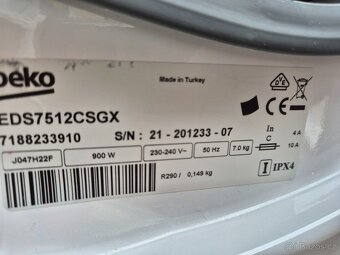 beko
Made in Turkey
EDS7512CSGX
7188233910
S/N : 21 - 201233 - 07
J047H22F
900 W
230-240 V~
50 Hz
7.0 kg
In
C
4 A
10 A
R290 / 0,149 kg
IPX4